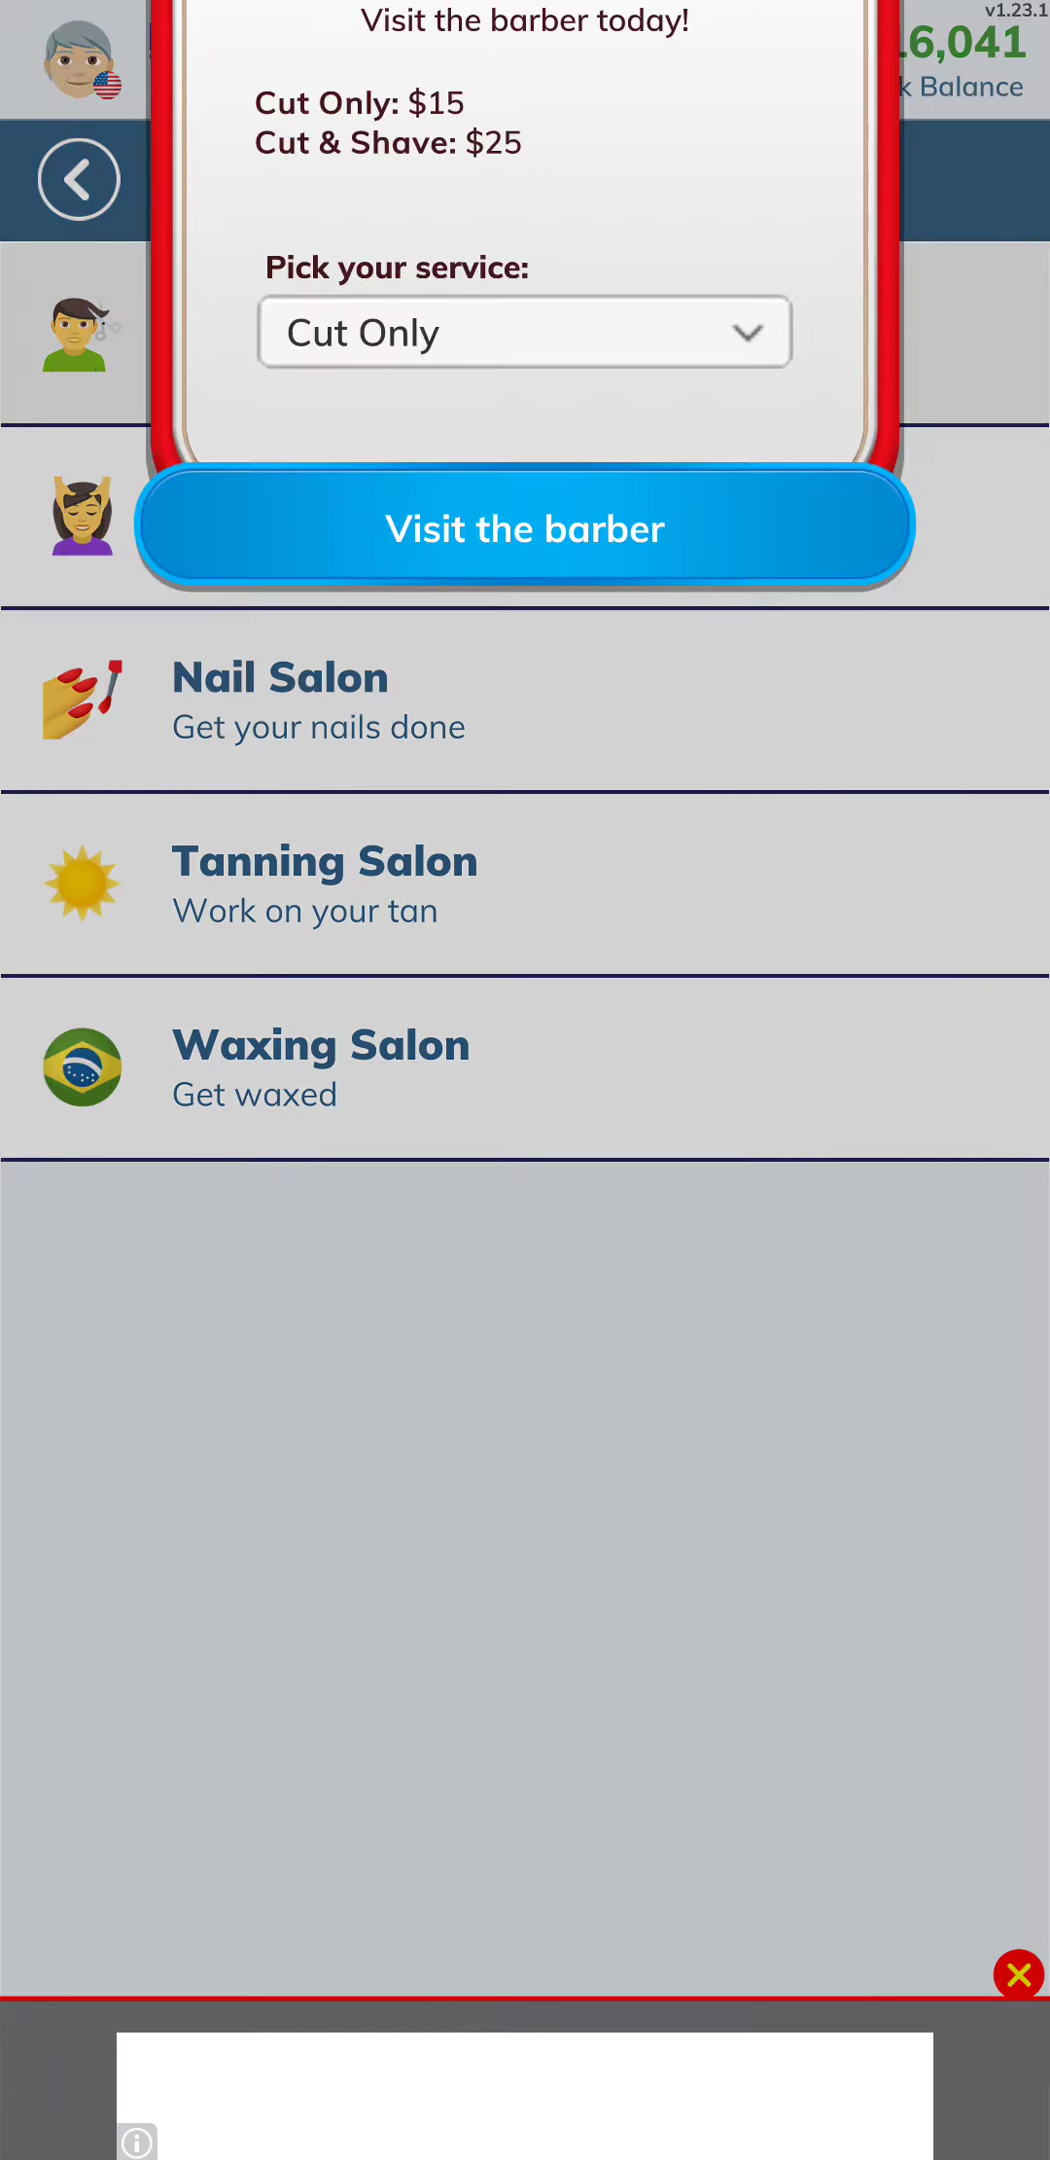 v1.23.1
Visit the barber today!
6,041
k Balance
Cut Only: $15
Cut & Shave: $25
Pick your service:
Cut Only
Visit the barber
Nail Salon
Get your nails done
Tanning Salon
Work on your tan
Waxing Salon
Get waxed